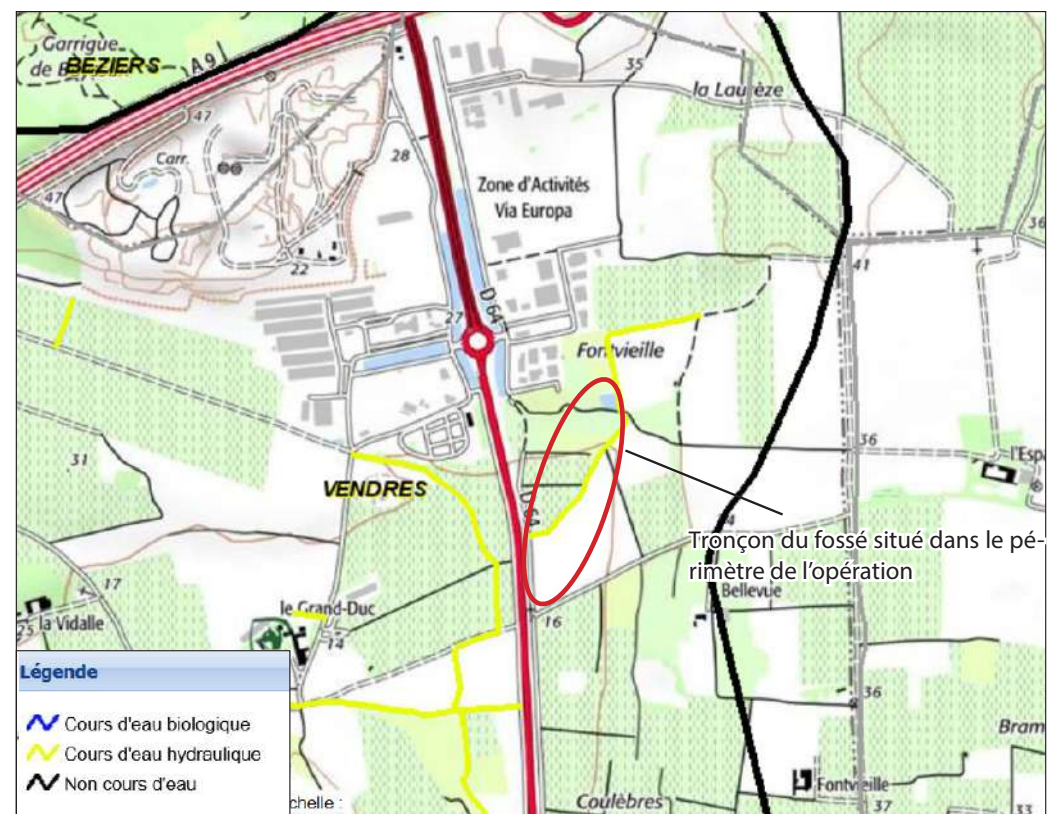 Garrigue
de
BEZIERS
A 9
35
la Laurèze
47
Carr.
28
Zone d'Activités
Via Europa
47
22
36
41
D 64
27
Fontvieille
31
VENDRES
36
D 64
Tronçon du fossé situé dans le pé-
rimètre de l'opération
17
la Vidalle
25
le Grand-Duc
14
16
Bellevue
Légende
Cours d'eau biologique
Cours d'eau hydraulique
Non cours d'eau
chelle :
36
Bram
Coulèbres
Fontvieille
37
33